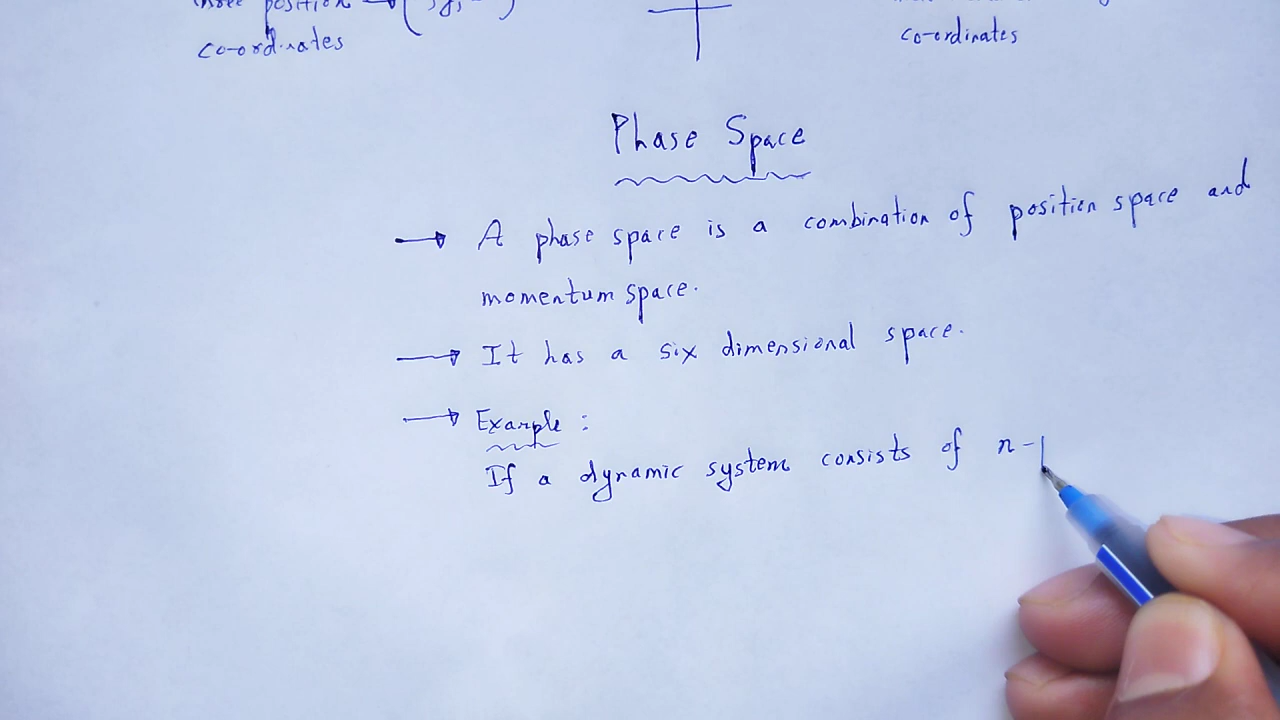 position
co-ordinates
co-ordinates
Phase Space
→ A phase space is a combination of position space and
momentum space.
→ It has a six dimensional space.
→ Example :
If a dynamic system consists of n-